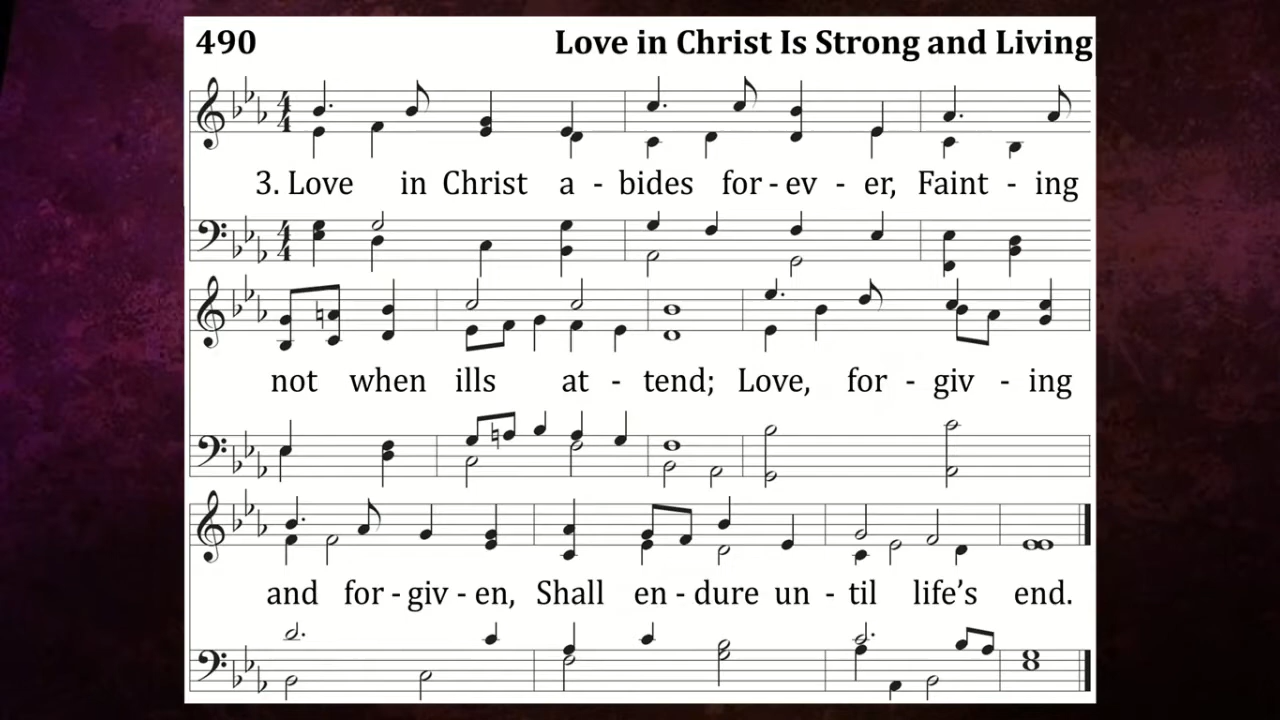 490 Love in Christ Is Strong and Living
3. Love in Christ a - bides for - ev - er, Faint - ing
not when ills at - tend; Love, for - giv - ing
and for - giv - en, Shall en - dure un - til life’s end.